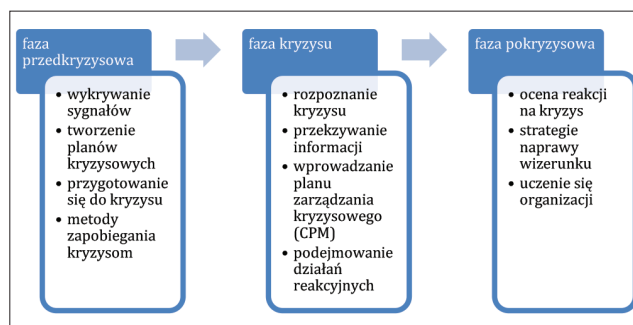 faza
przedkryzysowa
• wykrywanie
sygnałów
• tworzenie
planów
kryzysowych
• przygotowanie
się do kryzysu
• metody
zapobiegania
kryzysom
faza kryzysu
• rozpoznanie
kryzysu
• przekzywanie
informacji
• wprowadzanie
planu
zarządzania
kryzysowego
(CPM)
• podejmowanie
działań
reakcyjnych
faza pokryzysowa
• ocena reakcji
na kryzys
• strategie
naprawy
wizerunku
• uczenie się
organizacji